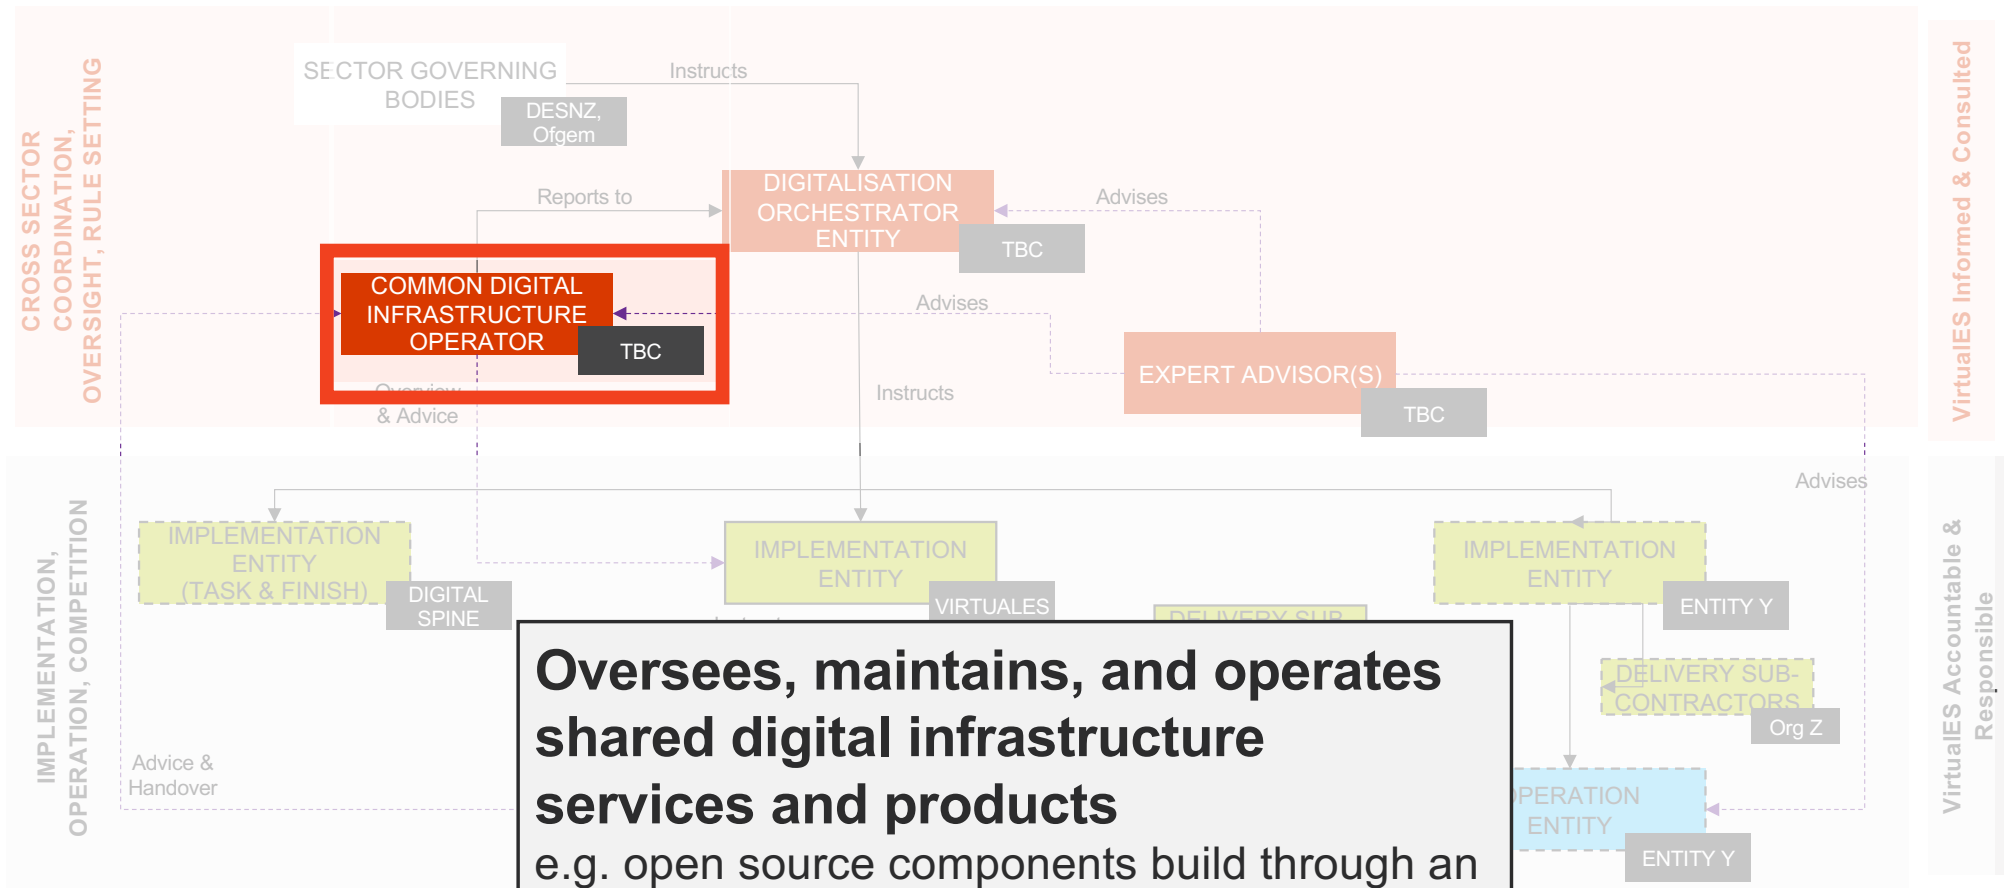 CROSS SECTOR
COORDINATION,
OVERSIGHT, RULE SETTING
SECTOR GOVERNING
BODIES
DESNZ,
Ofgem
Instructs
Reports to
DIGITALISATION
ORCHESTRATOR
ENTITY
TBC
Advises
COMMON DIGITAL
INFRASTRUCTURE
OPERATOR
TBC
Advises
EXPERT ADVISOR(S)
TBC
Overview
& Advice
Instructs
VirtualES Informed & Consulted
Advises
IMPLEMENTATION,
OPERATION, COMPETITION
IMPLEMENTATION
ENTITY
(TASK & FINISH)
DIGITAL
SPINE
IMPLEMENTATION
ENTITY
VIRTUALES
DELIVERY SUB-
IMPLEMENTATION
ENTITY
ENTITY Y
DELIVERY SUB-
CONTRACTORS
Org Z
Advice &
Handover
Oversees, maintains, and operates
shared digital infrastructure
services and products
e.g. open source components build through an
OPERATION
ENTITY
ENTITY Y
VirtualES Accountable &
Responsible